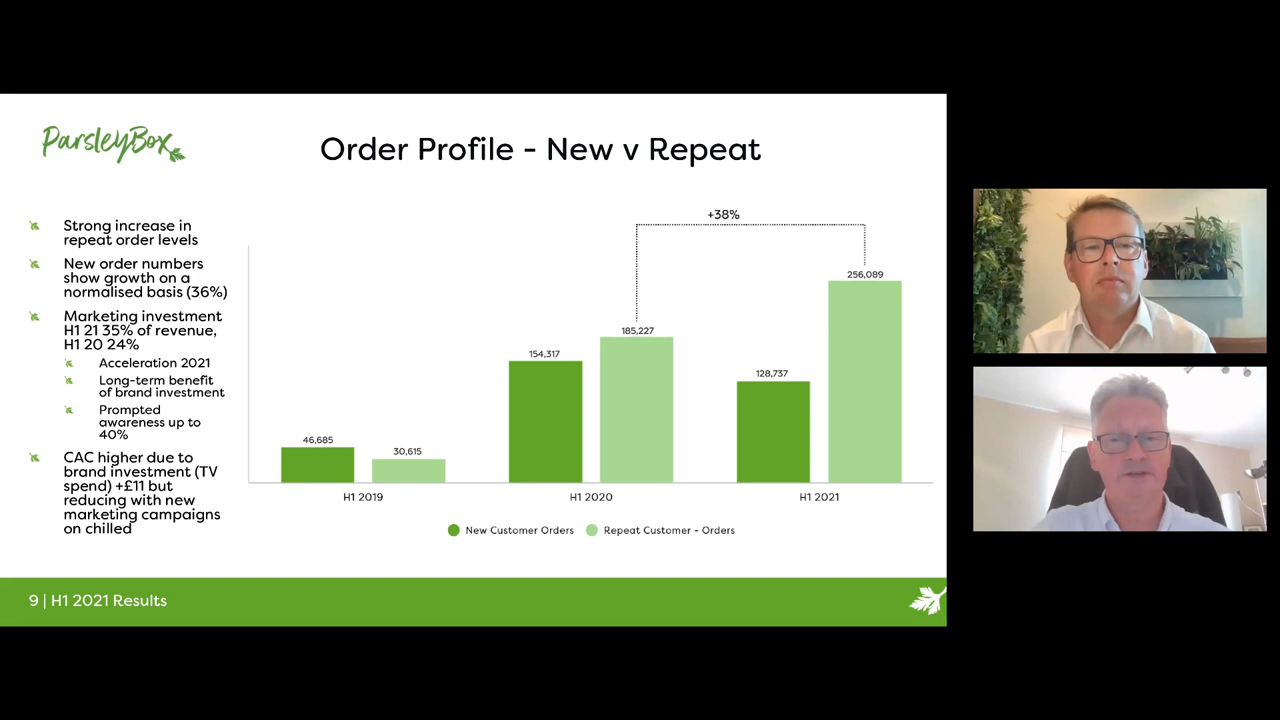 ParsleyBox
Order Profile - New v Repeat
Strong increase in
repeat order levels
New order numbers
show growth on a
normalised basis (36%)
Marketing investment
H1 21 35% of revenue,
H1 20 24%
Acceleration 2021
Long-term benefit
of brand investment
Prompted
awareness up to
40%
CAC higher due to
brand investment (TV
spend) +£11 but
reducing with new
marketing campaigns
on chilled
+38%
256,089
185,227
154,317
128,737
46,685
30,615
H1 2019
H1 2020
H1 2021
New Customer Orders
Repeat Customer - Orders
9 | H1 2021 Results